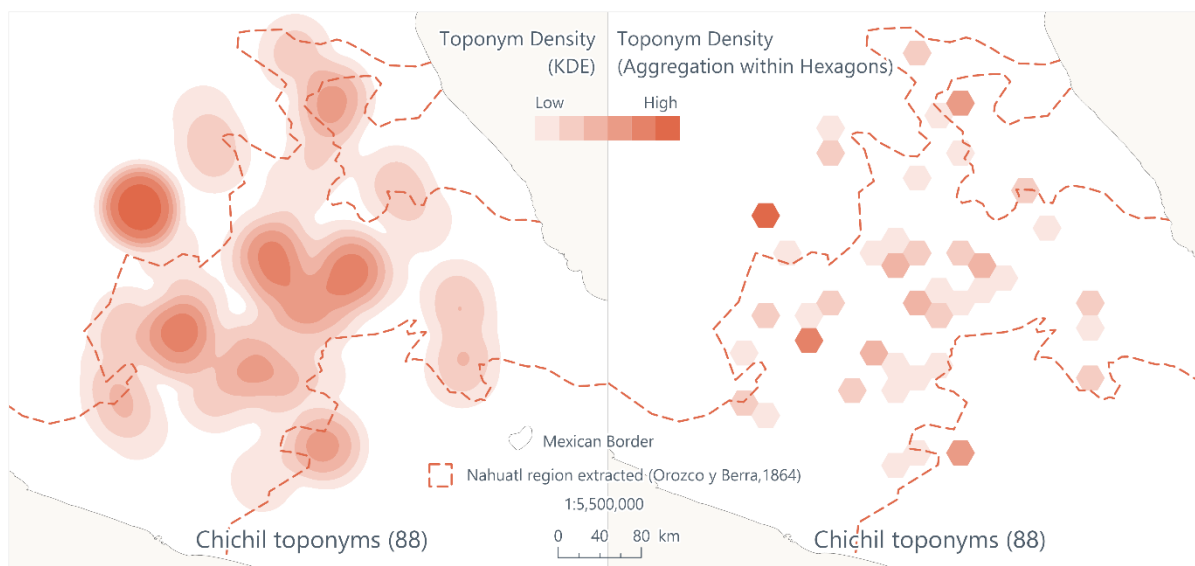 Toponym Density
(KDE)
Toponym Density
(Aggregation within Hexagons)
Low
High
Mexican Border
Nahuatl region extracted (Orozco y Berra,1864)
1:5,500,000
0 40 80 km
Chichil toponyms (88)
Chichil toponyms (88)